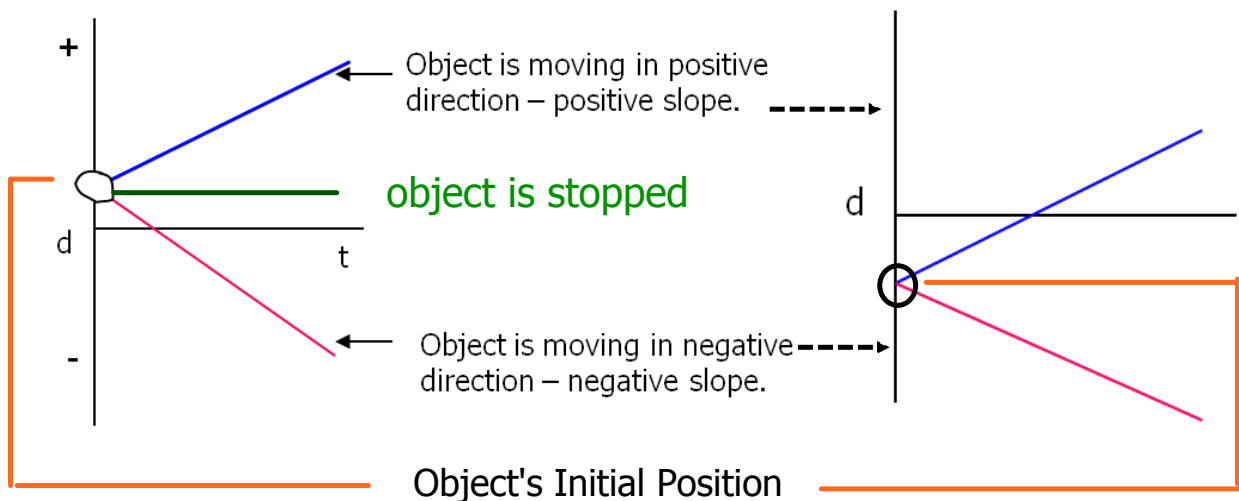 +
Object is moving in positive
direction – positive slope.
object is stopped
d
d
t
-
Object is moving in negative
direction – negative slope.
Object's Initial Position